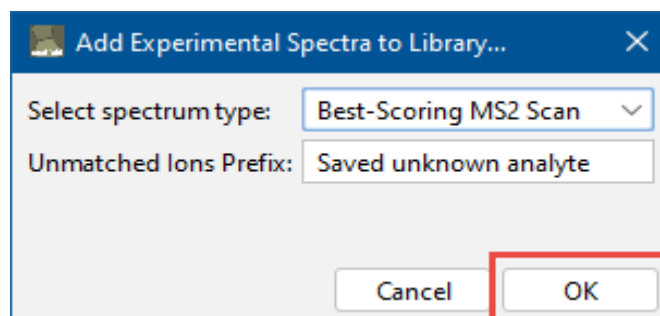 Add Experimental Spectra to Library...
Select spectrum type: Best-Scoring MS2 Scan
Unmatched Ions Prefix: Saved unknown analyte
Cancel OK